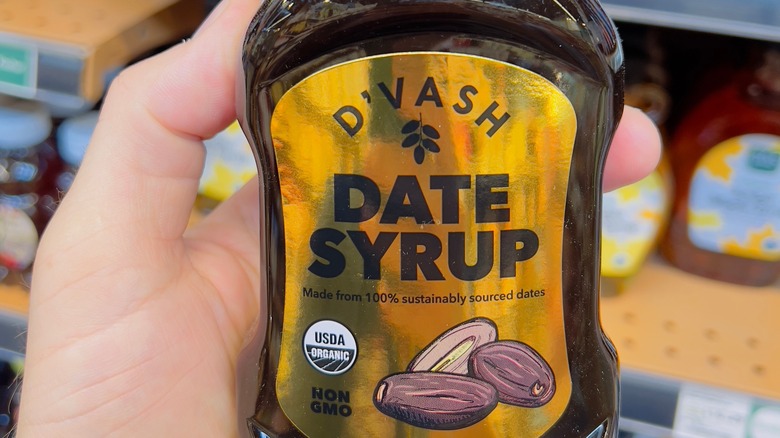 D'VASH
DATE
SYRUP
Made from 100% sustainably sourced dates
USDA
ORGANIC
NON
GMO